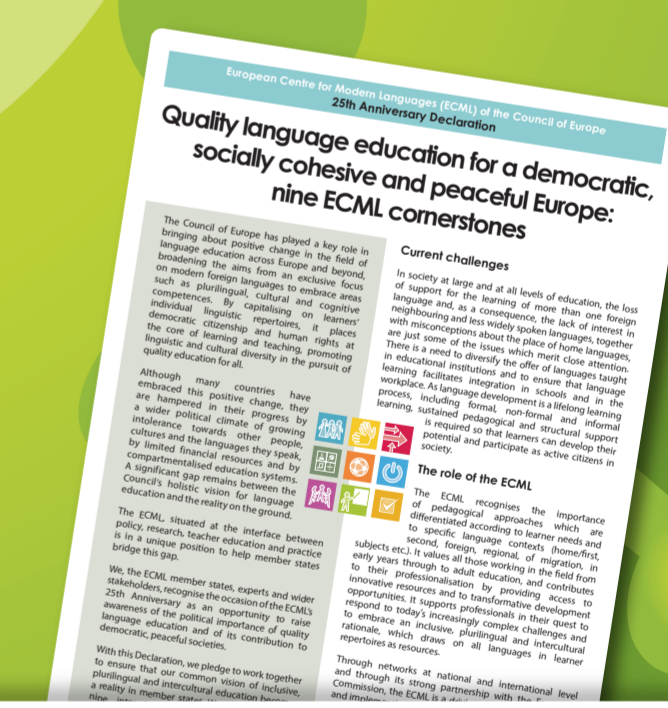 European Centre for Modern Languages (ECML) of the Council of Europe
25th Anniversary Declaration
Quality language education for a democratic,
socially cohesive and peaceful Europe:
nine ECML cornerstones
The Council of Europe has played a key role in
bringing about positive change in the field of
language education across Europe and beyond,
broadening the aims from an exclusive focus
on modern foreign languages to embrace areas
such as plurilingual, cultural and cognitive
competences. By capitalising on learners'
individual linguistic repertoires, it places
democratic citizenship and human rights at
the core of learning and teaching, promoting
linguistic and cultural diversity in the pursuit of
quality education for all.
Although many countries have
embraced this positive change, they
are hampered in their progress by
a wider political climate of growing
intolerance towards other people,
cultures and the languages they speak,
by limited financial resources and by
compartmentalised education systems.
A significant gap remains between the
Council's holistic vision for language
education and the reality on the ground.
The ECML, situated at the interface between
policy, research, teacher education and practice
is in a unique position to help member states
bridge this gap.
We, the ECML member states, experts and wider
stakeholders, recognise the occasion of the ECML's
25th Anniversary as an opportunity to raise
awareness of the political importance of quality
language education and of its contribution to
democratic, peaceful societies.
With this Declaration, we pledge to work together
to ensure that our common vision of inclusive,
plurilingual and intercultural education
a reality in member
nine
Current challenges
In society at large and at all levels of education, the loss
of support for the learning of more than one foreign
language and, as a consequence, the lack of interest in
neighbouring and less widely spoken languages, together
with misconceptions about the place of home languages,
are just some of the issues which merit close attention.
There is a need to diversify the offer of languages taught
in educational institutions and to ensure that language
learning facilitates integration in schools and in the
workplace. As language development is a lifelong learning
process, including formal, non-formal and informal
learning, sustained pedagogical and structural support
is required so that learners can develop their
potential and participate as active citizens in
society.
The role of the ECML
The ECML recognises the importance
of pedagogical approaches which are
differentiated according to learner needs and
to specific language contexts (home/first,
second, foreign, regional, of migration, in
subjects etc.). It values all those working in the field from
early years through to adult education, and contributes
to their professionalisation by providing access to
innovative resources and to transformative development
opportunities. It supports professionals in their quest to
respond to today's increasingly complex challenges and
to embrace an inclusive, plurilingual and intercultural
rationale, which draws on all languages in learner
repertoires as resources.
Through networks at national and international level
and through its strong partnership with the
Commission, the ECML is a
and